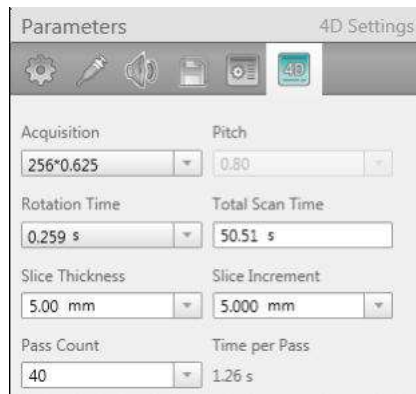 Parameters 4D Settings
4D
Acquisition Pitch
256*0.625 0.80
Rotation Time Total Scan Time
0.259 s 50.51 s
Slice Thickness Slice Increment
5.00 mm 5.000 mm
Pass Count Time per Pass
40 1.26 s